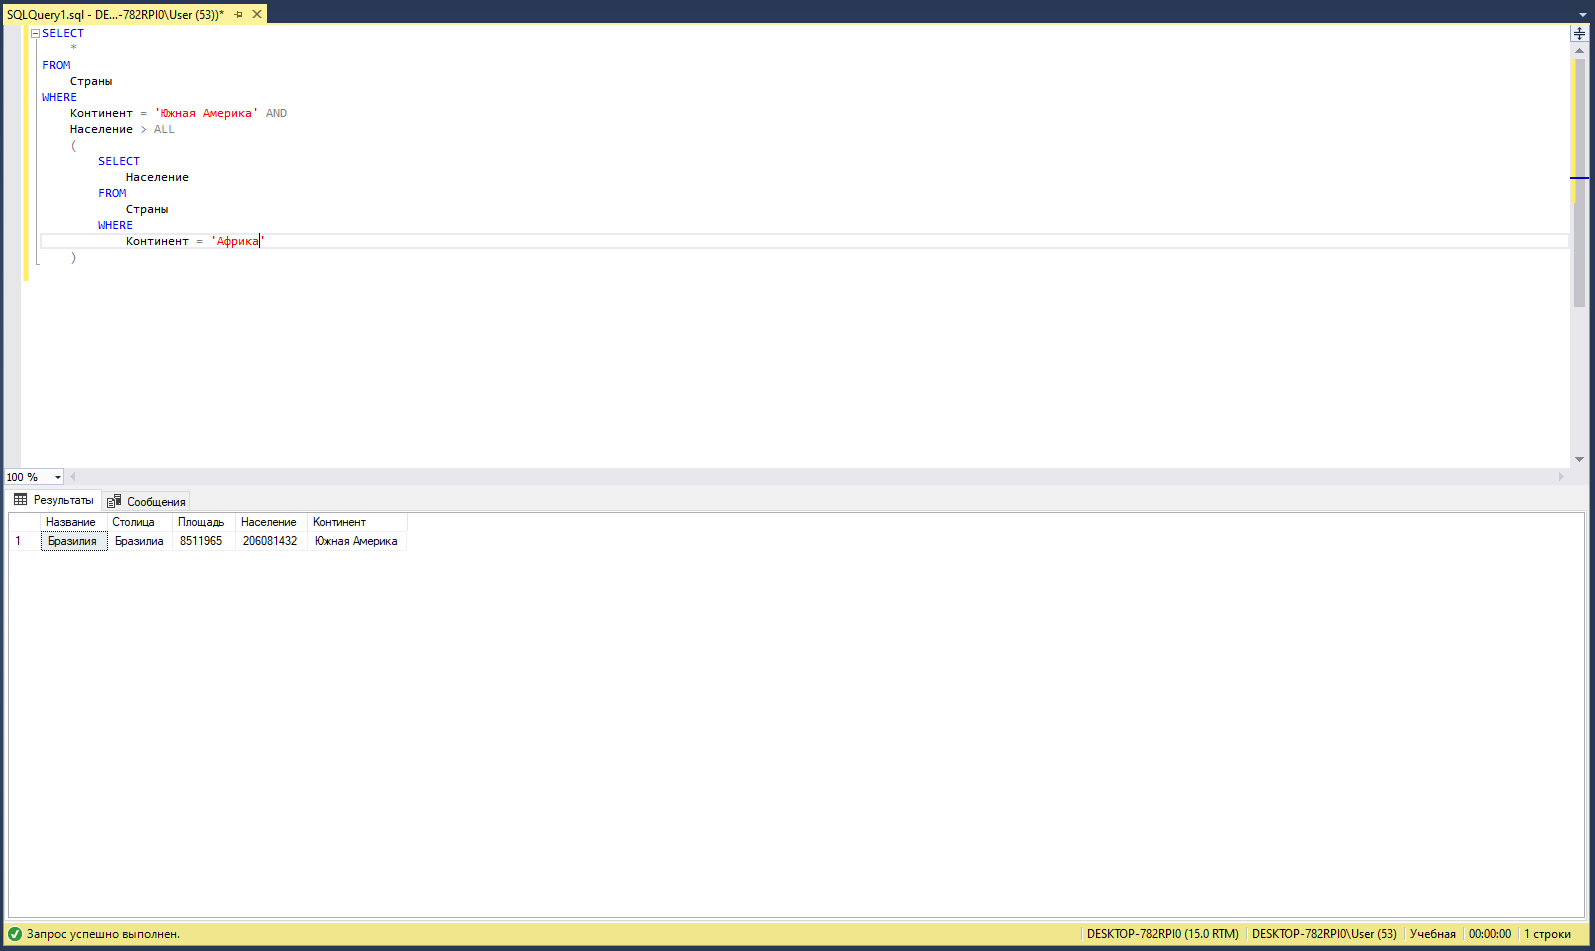 SQLQuery1.sql - DE...-782RPI0\User (53))*
SELECT
*
FROM
Страны
WHERE
Континент = 'Южная Америка' AND
Население > ALL
(
SELECT
Население
FROM
Страны
WHERE
Континент = 'Африка'
)
100 %
Результаты Сообщения
Название Столица Площадь Население Континент
1 Бразилия Бразилиа 8511965 206081432 Южная Америка
Запрос успешно выполнен. DESKTOP-782RPI0 (15.0 RTM) DESKTOP-782RPI0\User (53) Учебная 00:00:00 1 строки